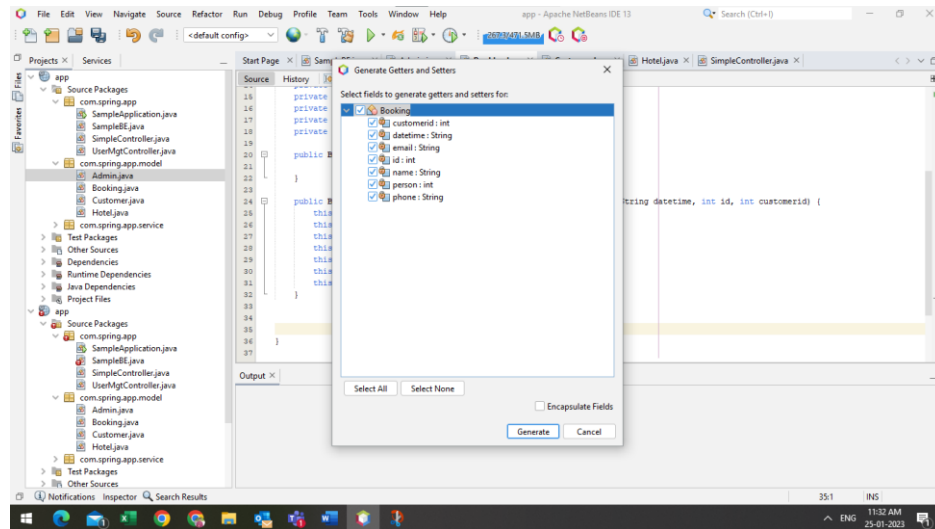 File Edit View Navigate Source Refactor Run Debug Profile Team Tools Window Help
app - Apache NetBeans IDE 13
Search (Ctrl+I)
<default config>
267.3/471.5MB
Projects × Services
Start Page ×
Hotel.java ×
SimpleController.java ×
Files
Favorites
app
Source Packages
com.spring.app
SampleApplication.java
SampleBE.java
SimpleController.java
UserMgtController.java
com.spring.app.model
Admin.java
Booking.java
Customer.java
Hotel.java
com.spring.app.service
Test Packages
Other Sources
Dependencies
Runtime Dependencies
Java Dependencies
Project Files
app
Source Packages
com.spring.app
SampleApplication.java
SampleBE.java
SimpleController.java
UserMgtController.java
com.spring.app.model
Admin.java
Booking.java
Customer.java
Hotel.java
com.spring.app.service
Test Packages
Other Sources
Source History
15 private
16 private
17 private
18 private
19
20 public
21
22 }
23
24 public String datetime, int id, int customerid) {
25 this
26 this
27 this
28 this
29 this
30 this
31 this
32 }
33
34
35
36 }
37
Generate Getters and Setters
Select fields to generate getters and setters for:
Booking
customerid : int
datetime : String
email : String
id : int
name : String
person : int
phone : String
Select All Select None
Encapsulate Fields
Generate Cancel
Output ×
Notifications Inspector Search Results
35:1 INS
ENG
11:32 AM
25-01-2023